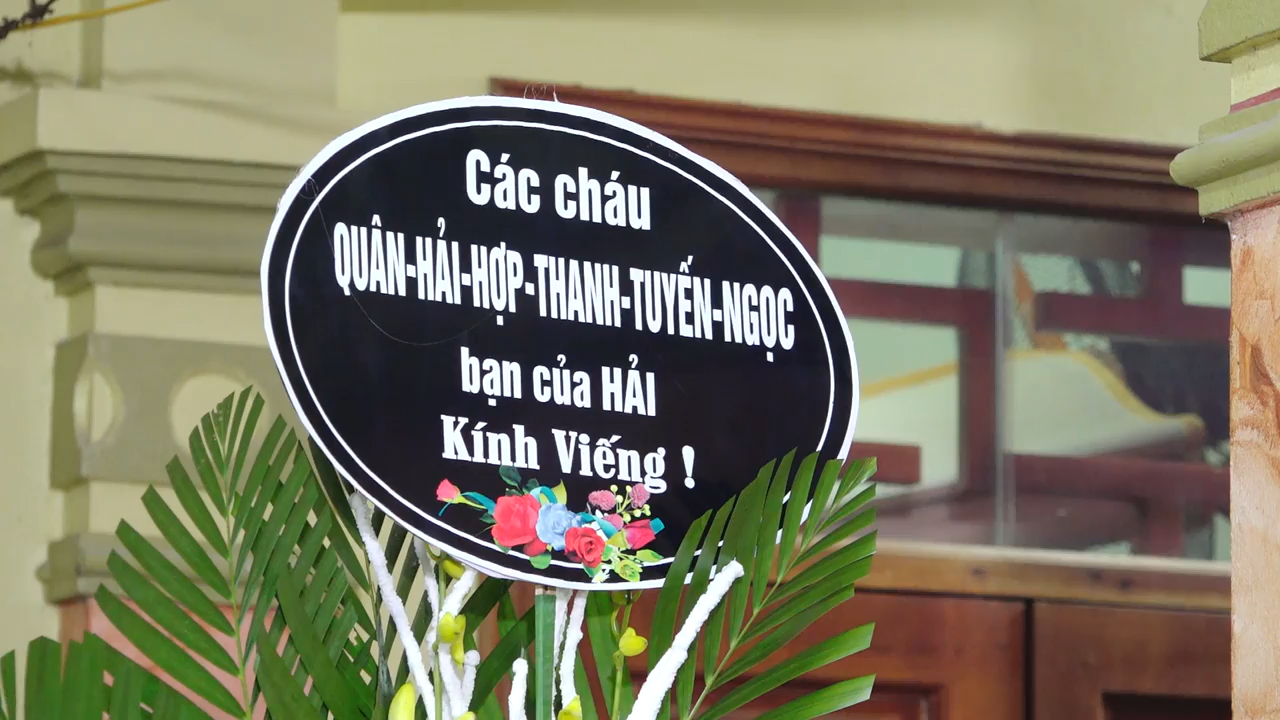 Các cháu
QUÂN-HẢI-HỢP-THANH-TUYẾN-NGỌC
bạn của HẢI
Kính Viếng !